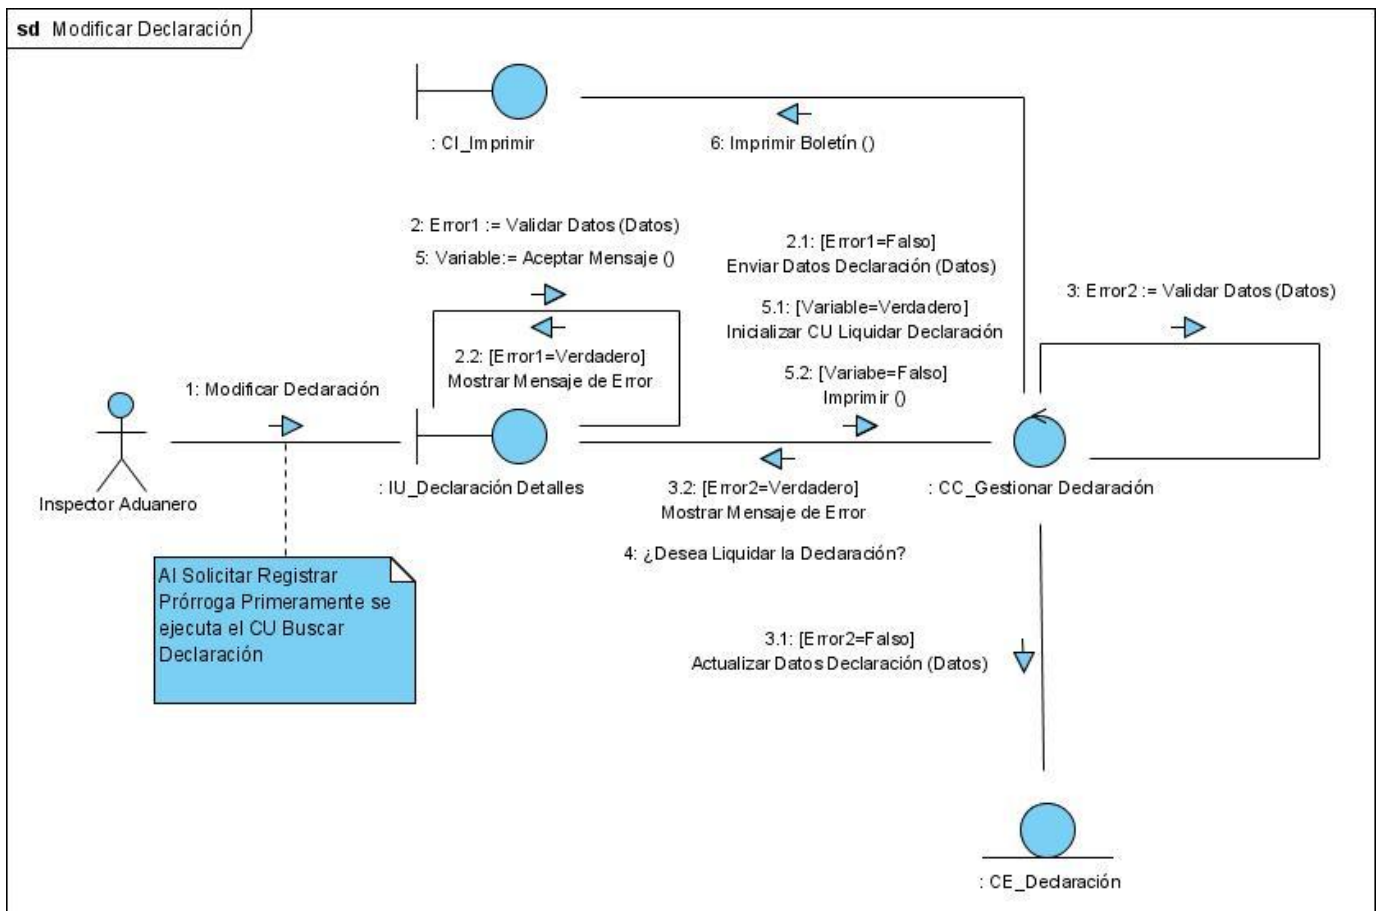 sd Modificar Declaración
: CI_Imprimir
6: Imprimir Boletín ()
2: Error1 := Validar Datos (Datos)
5: Variable:= Aceptar Mensaje ()
2.2: [Error1=Verdadero]
Mostrar Mensaje de Error
2.1: [Error1=Falso]
Enviar Datos Declaración (Datos)
5.1: [Variable=Verdadero]
Inicializar CU Liquidar Declaración
5.2: [Variabe=Falso]
Imprimir ()
3: Error2 := Validar Datos (Datos)
1: Modificar Declaración
Inspector Aduanero
: IU_Declaración Detalles
3.2: [Error2=Verdadero]
Mostrar Mensaje de Error
: CC_Gestionar Declaración
4: ¿Desea Liquidar la Declaración?
Al Solicitar Registrar
Prórroga Primeramente se
ejecuta el CU Buscar
Declaración
3.1: [Error2=Falso]
Actualizar Datos Declaración (Datos)
: CE_Declaración